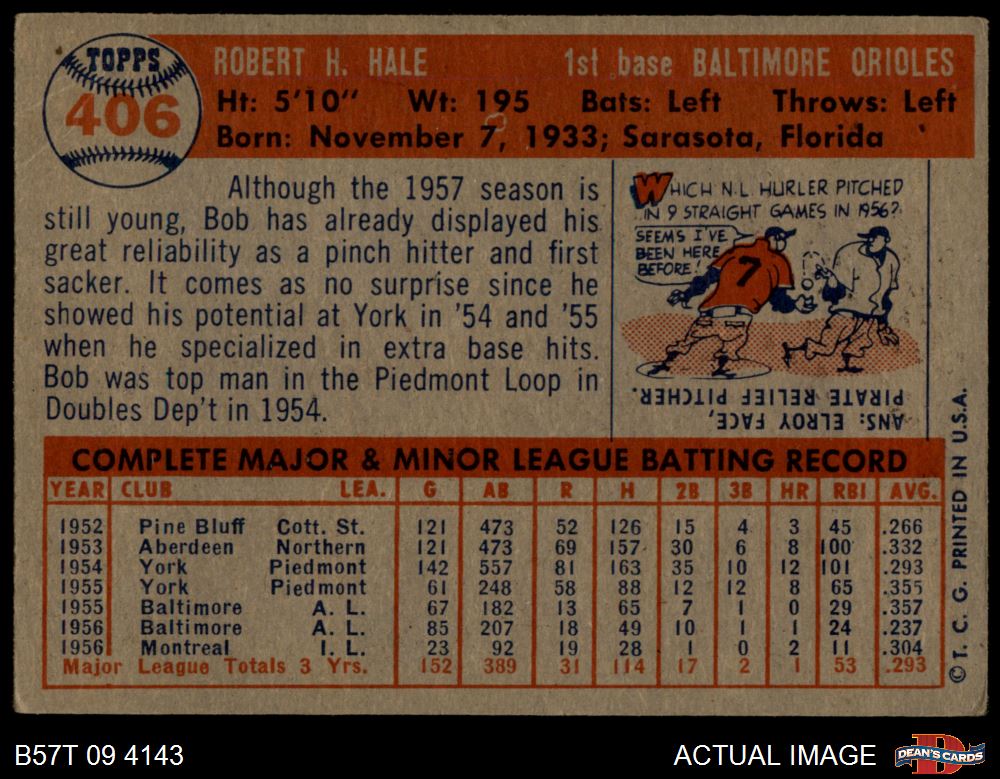 TOPPS
406
ROBERT H. HALE 1st base BALTIMORE ORIOLES
Ht: 5'10" Wt: 195 Bats: Left Throws: Left
Born: November 7, 1933; Sarasota, Florida
Although the 1957 season is
still young, Bob has already displayed his
great reliability as a pinch hitter and first
sacker. It comes as no surprise since he
showed his potential at York in '54 and '55
when he specialized in extra base hits.
Bob was top man in the Piedmont Loop in
Doubles Dep't in 1954.
WHICH N.L. HURLER PITCHED
IN 9 STRAIGHT GAMES IN 1956?
SEEMS I'VE
BEEN HERE
BEFORE!
7
ANS: ELROY FACE,
PIRATE RELIEF PITCHER.
COMPLETE MAJOR & MINOR LEAGUE BATTING RECORD
YEAR CLUB LEA. G AB R H 2B 3B HR RBI AVG.
1952 Pine Bluff Cott. St. 121 473 52 126 15 4 3 45 .266
1953 Aberdeen Northern 121 473 69 157 30 6 8 100 .332
1954 York Piedmont 142 557 81 163 35 10 12 101 .293
1955 York Piedmont 61 248 58 88 12 12 8 65 .355
1955 Baltimore A. L. 67 182 13 65 7 1 0 29 .357
1956 Baltimore A. L. 85 207 18 49 10 1 1 24 .237
1956 Montreal I. L. 23 92 19 28 1 0 2 11 .304
Major League Totals 3 Yrs. 152 389 31 114 17 2 1 53 .293
© T. C. G. PRINTED IN U.S.A.
B57T 09 4143
ACTUAL IMAGE
DEAN'S CARDS